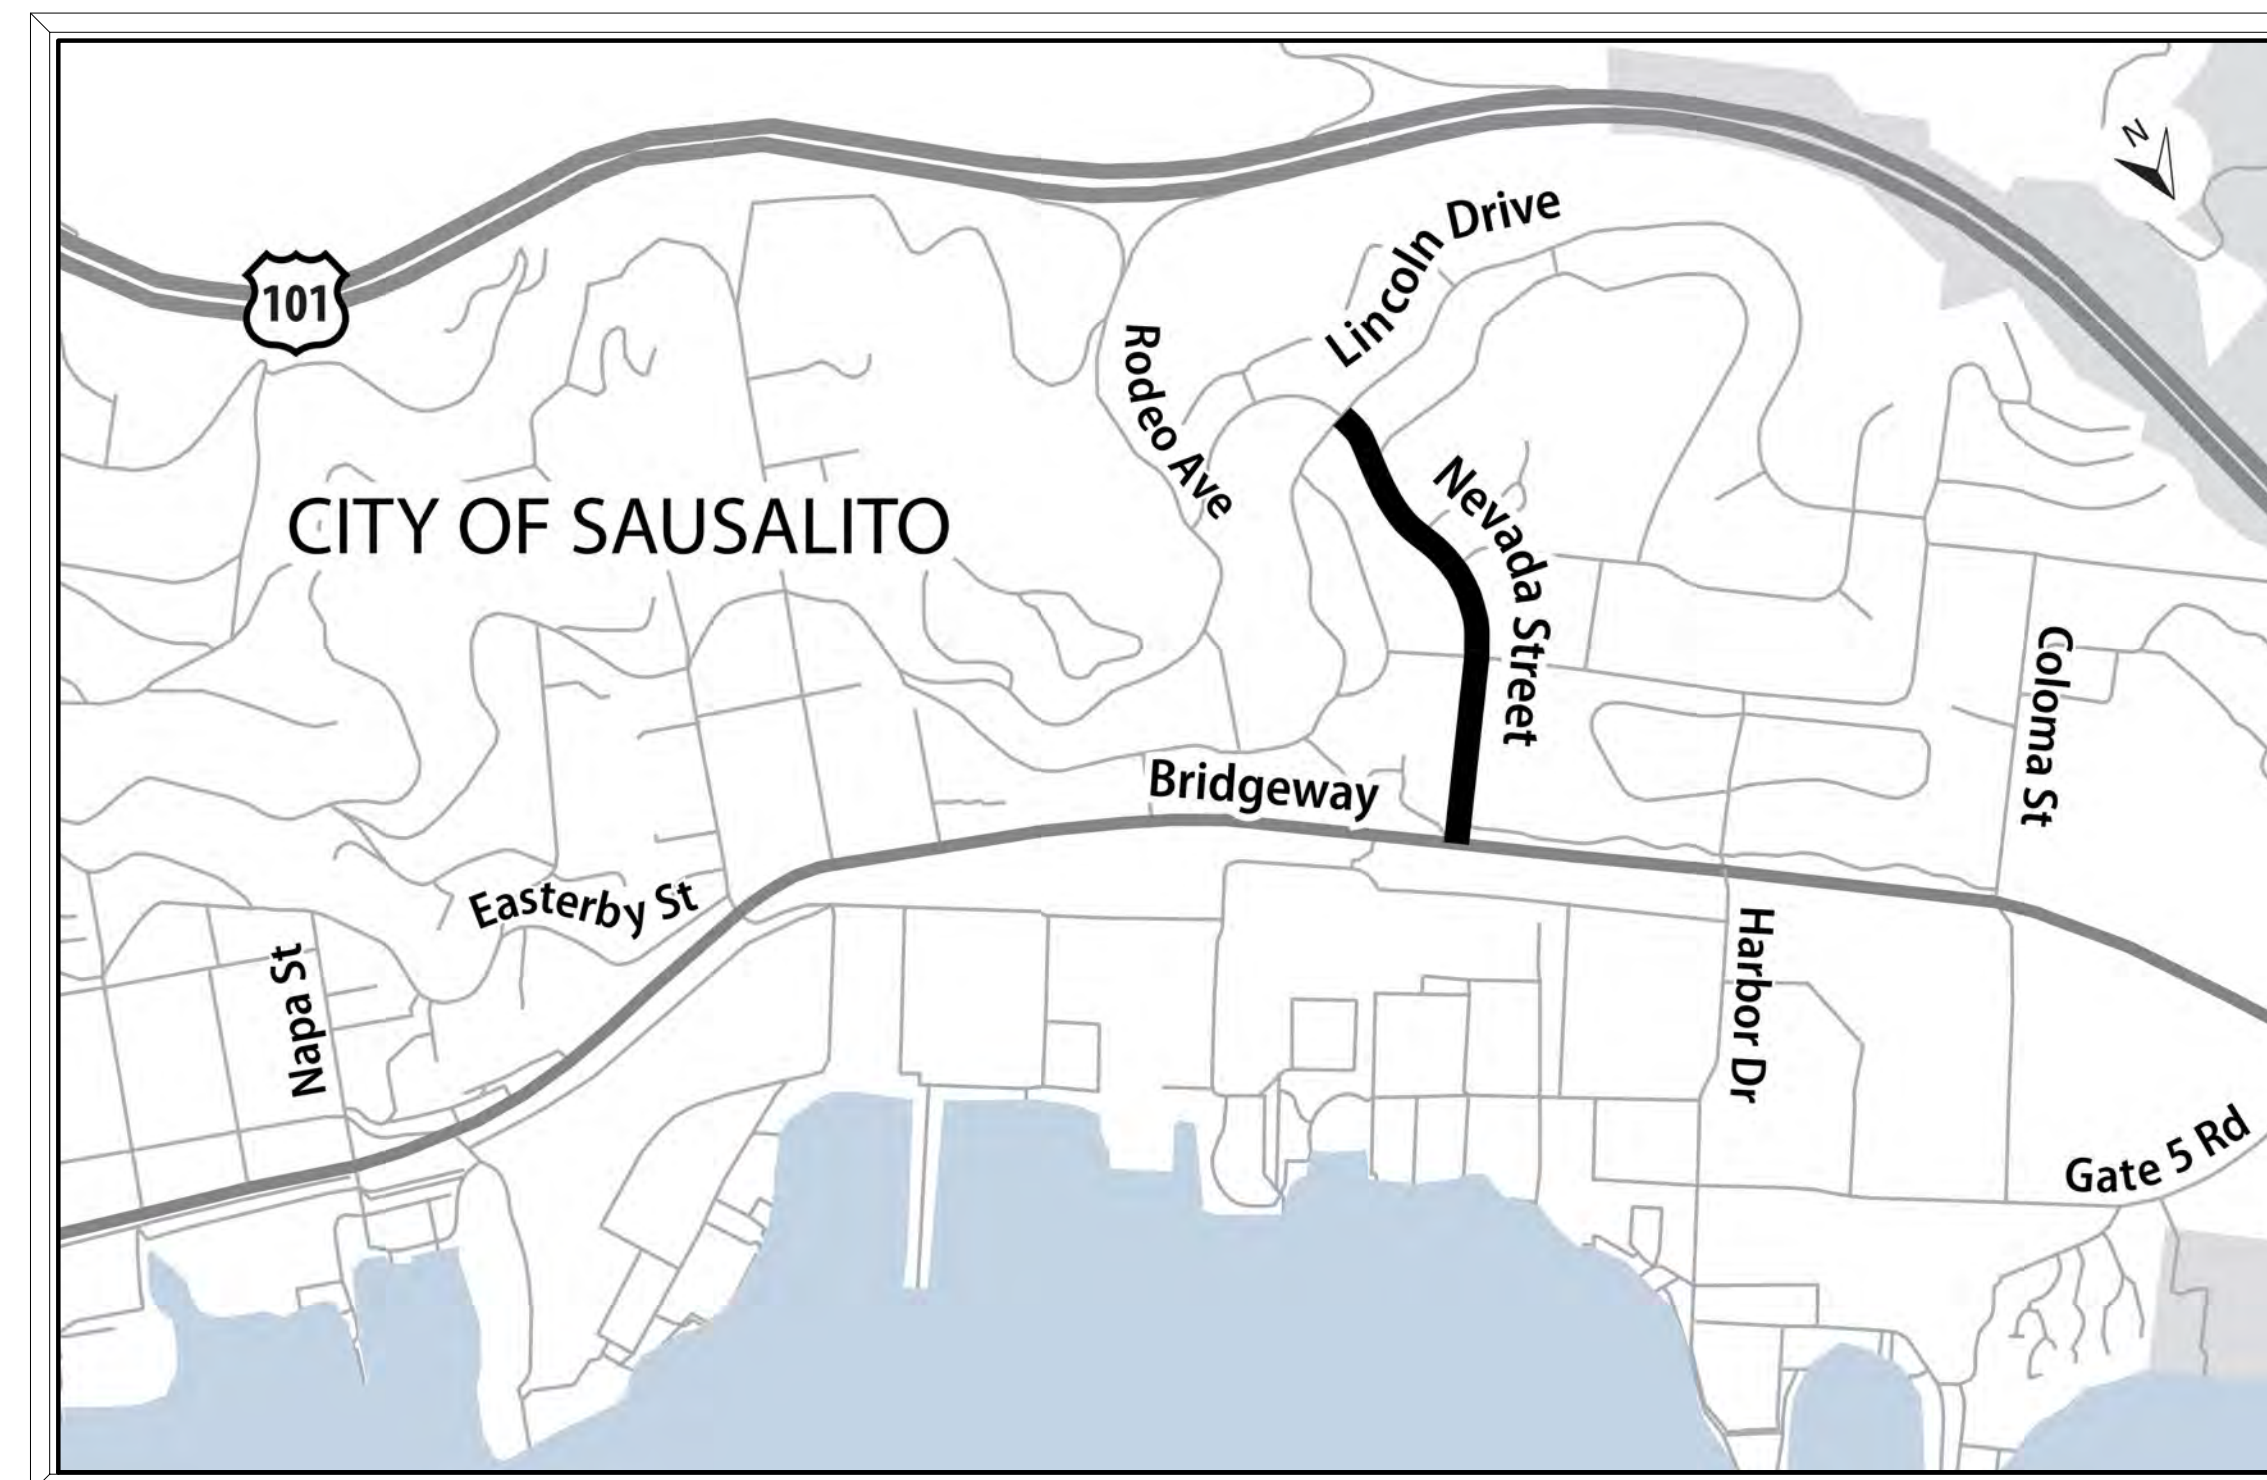 N
Lincoln Drive
101
Rodeo Ave
Nevada Street
CITY OF SAUSALITO
Coloma St
Bridgeway
Easterby St
Napa St
Harbor Dr
Gate 5 Rd